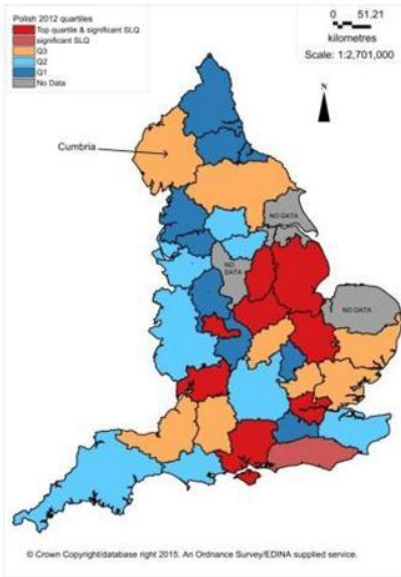 Polish 2012 quartiles
Top quartile & significant SLQ
significant SLQ
Q3
Q2
Q1
No Data
0 51.21
kilometres
Scale: 1:2,701,000
N
Cumbria
NO DATA
NO
DATA
NO DATA
© Crown Copyright/database right 2015. An Ordnance Survey/EDINA supplied service.